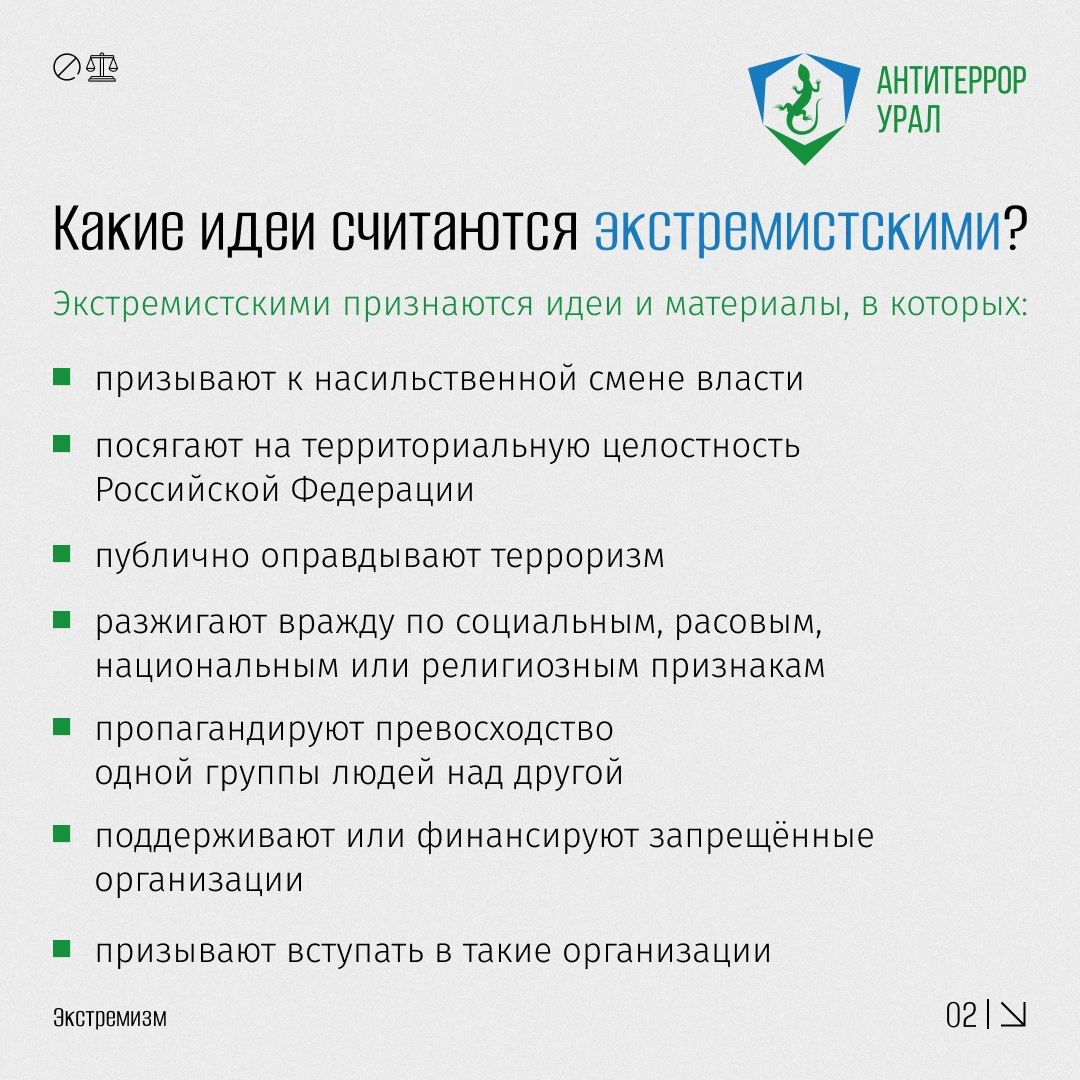 АНТИТЕРРОР
УРАЛ
Какие идеи считаются экстремистскими?
Экстремистскими признаются идеи и материалы, в которых:
призывают к насильственной смене власти
посягают на территориальную целостность
Российской Федерации
публично оправдывают терроризм
разжигают вражду по социальным, расовым,
национальным или религиозным признакам
пропагандируют превосходство
одной группы людей над другой
поддерживают или финансируют запрещённые
организации
призывают вступать в такие организации
Экстремизм
02